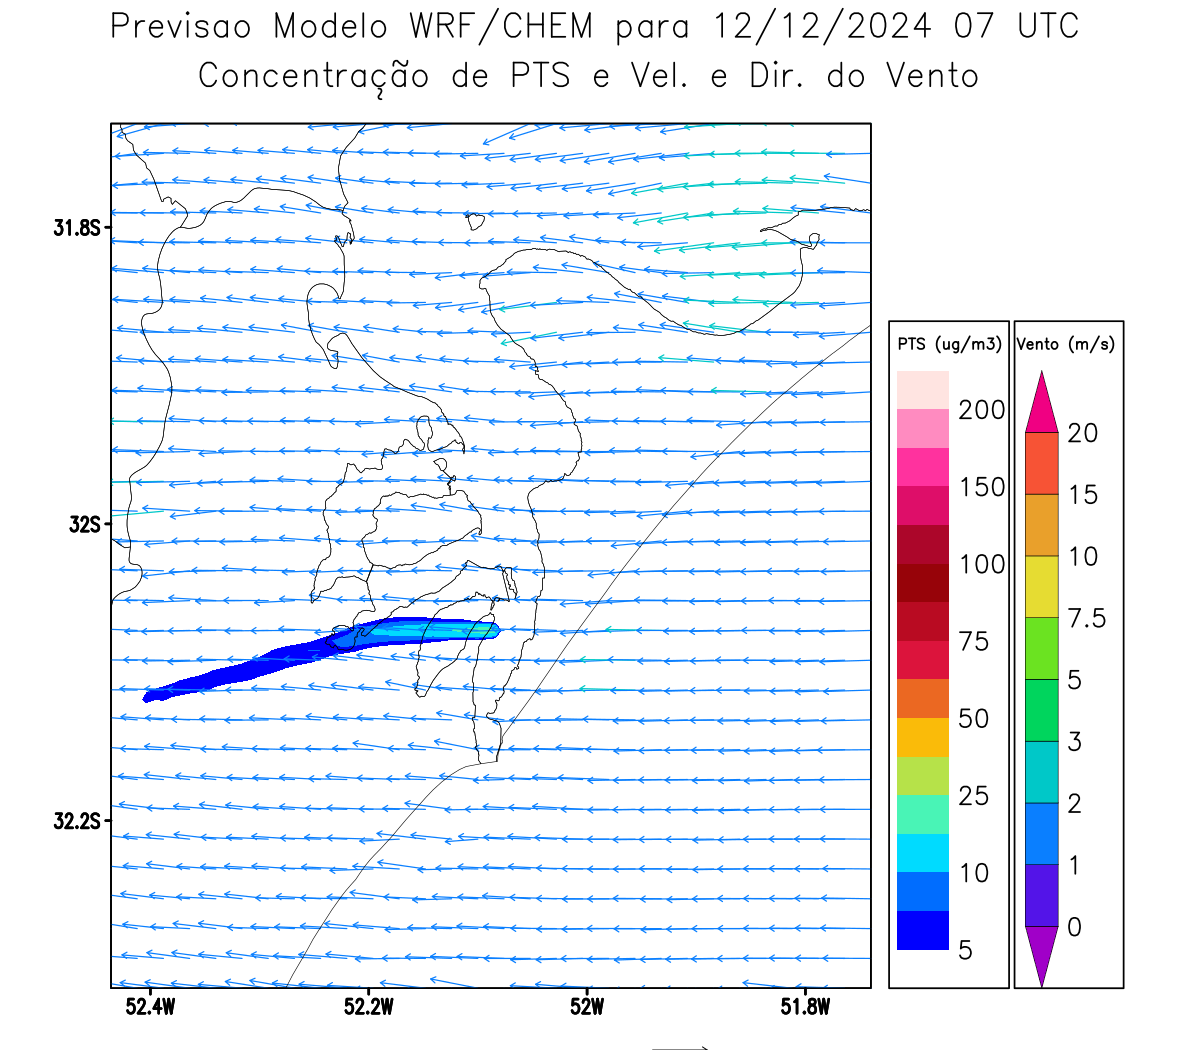 Previsao Modelo WRF/CHEM para 12/12/2024 07 UTC
Concentração de PTS e Vel. e Dir. do Vento
31.8S
32S
32.2S
52.4W 52.2W 52W 51.8W
PTS (ug/m3)
200
150
100
75
50
25
10
5
Vento (m/s)
20
15
10
7.5
5
3
2
1
0